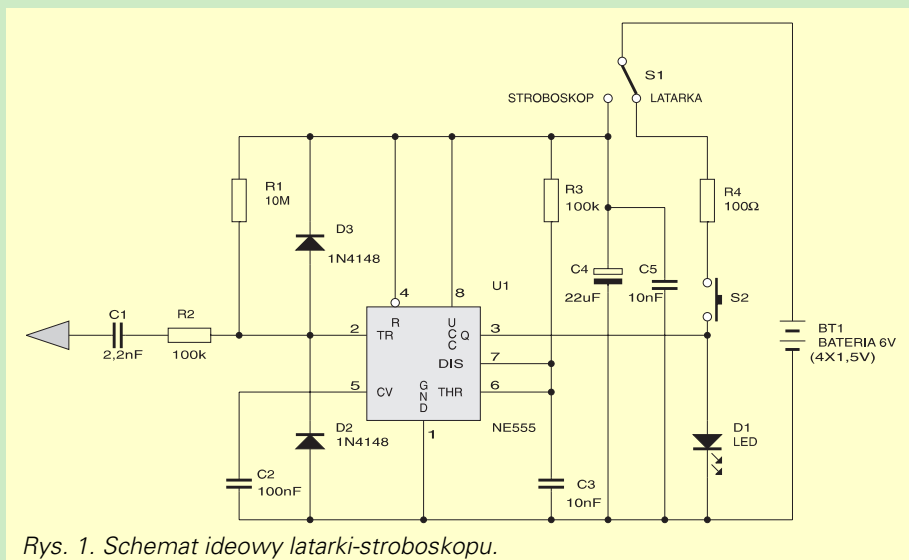 S1
STROBOSKOP
LATARKA
R1
10M
R3
100k
R4
100Ω
D3
1N4148
C4
22uF
C5
10nF
S2
U1
4
8
R
UCC
C1
2,2nF
R2
100k
2
TR
Q
3
DIS
7
5
CV
GND
THR
6
1
NE555
BT1
BATERIA 6V
(4X1,5V)
D2
1N4148
D1
LED
C2
100nF
C3
10nF
Rys. 1. Schemat ideowy latarki-stroboskopu.